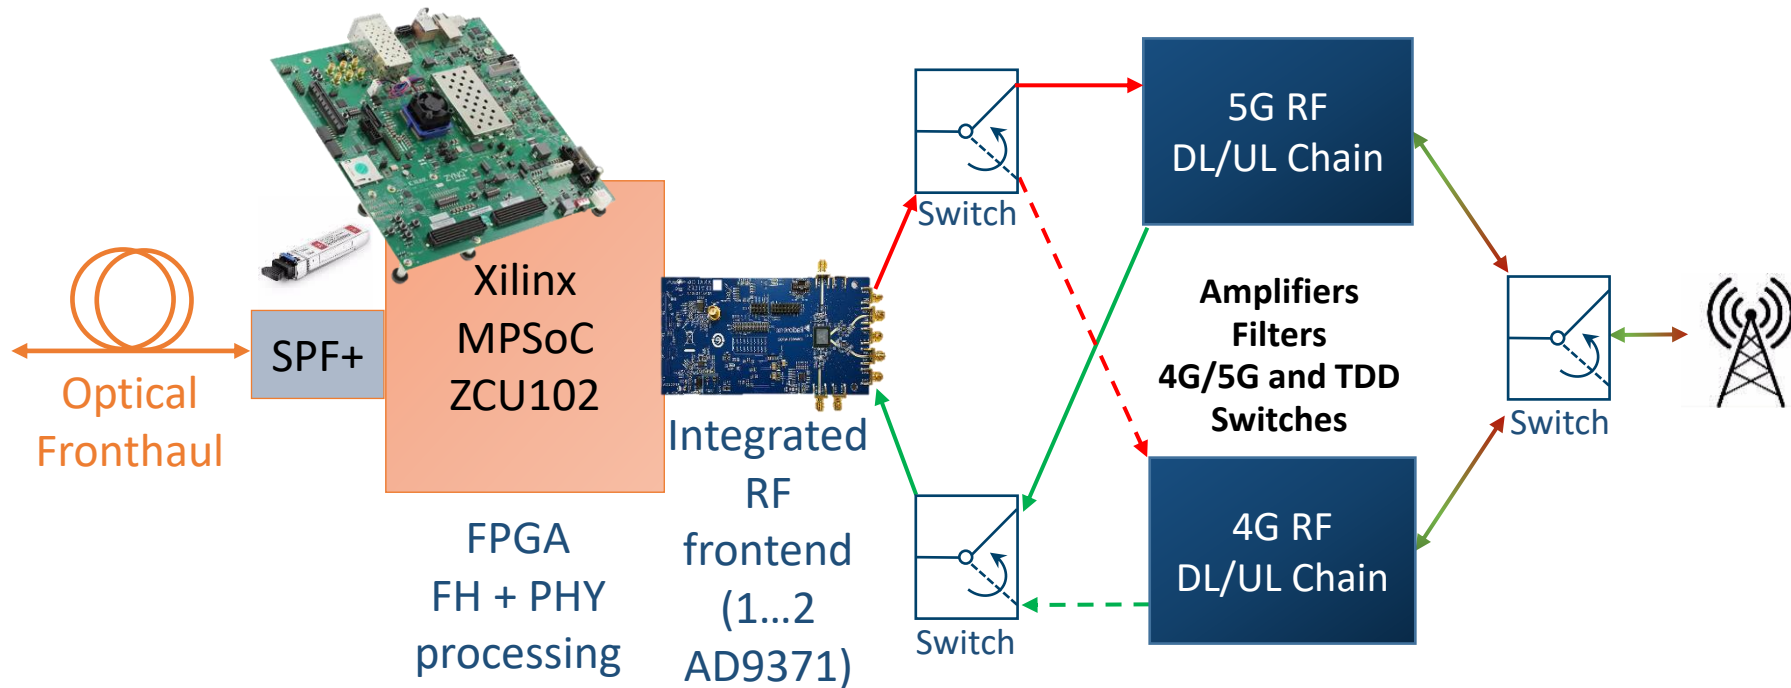 Optical
Fronthaul
SPF+
Xilinx
MPSoC
ZCU102
FPGA
FH + PHY
processing
Integrated
RF
frontend
(1...2
AD9371)
Switch
Switch
5G RF
DL/UL Chain
Amplifiers
Filters
4G/5G and TDD
Switches
4G RF
DL/UL Chain
Switch